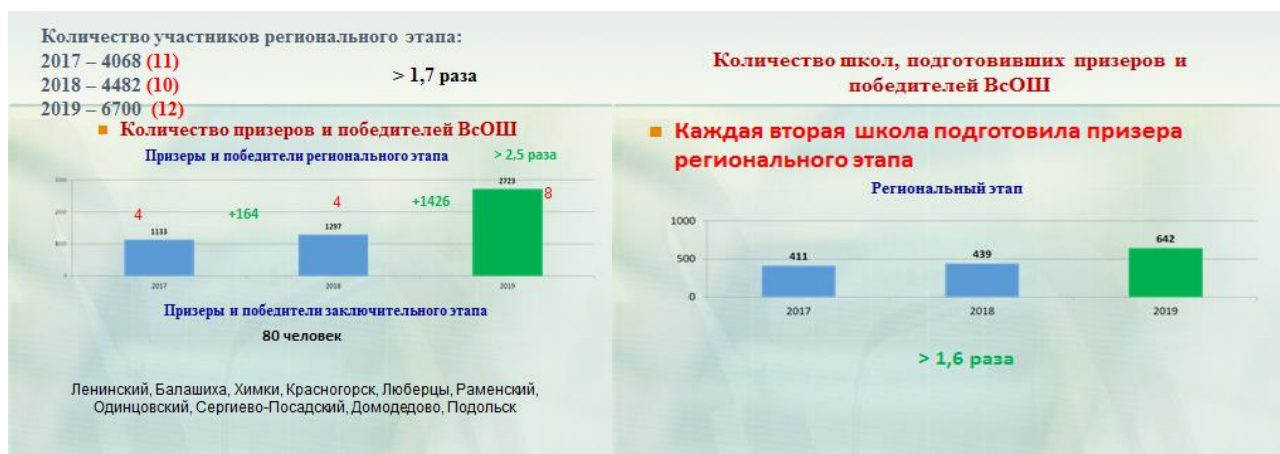 Количество участников регионального этапа:
2017 – 4068 (11)
2018 – 4482 (10)
2019 – 6700 (12)
> 1,7 раза
Количество призеров и победителей ВсОШ
Призеры и победители регионального этапа
> 2,5 раза
4
+164
4
+1426
2723
8
1133
1297
2017
2018
2019
Призеры и победители заключительного этапа
80 человек
Ленинский, Балашиха, Химки, Красногорск, Люберцы, Раменский,
Одинцовский, Сергиево-Посадский, Домодедово, Подольск
Количество школ, подготовивших призеров и
победителей ВсОШ
Каждая вторая школа подготовила призера
регионального этапа
Региональный этап
1000
500
0
411
439
642
2017
2018
2019
> 1,6 раза